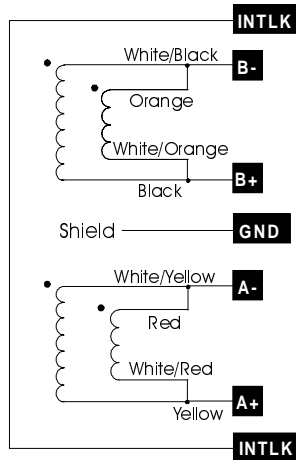 INTLK
White/Black
B-
Orange
White/Orange
B+
Black
Shield
GND
White/Yellow
A-
Red
White/Red
A+
Yellow
INTLK